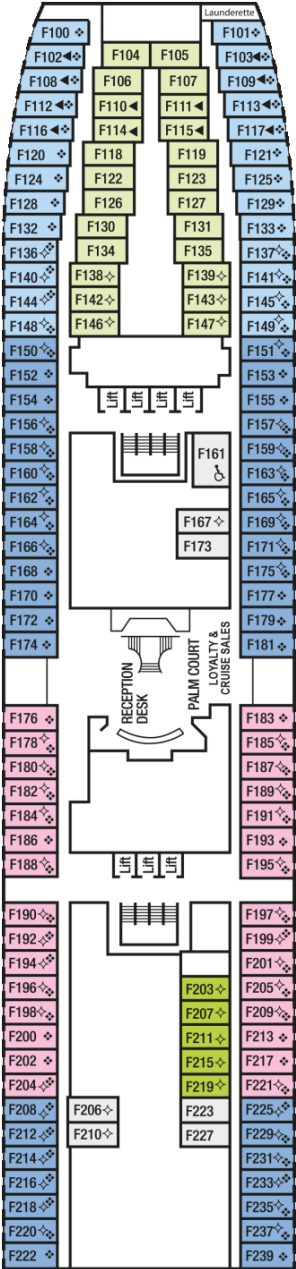 Launderette
F100 F101
F102 F104 F105 F103
F108 F106 F107 F109
F112 F110 F111 F113
F116 F114 F115 F117
F120 F118 F119 F121
F124 F122 F123 F125
F128 F126 F127 F129
F132 F130 F131 F133
F136 F134 F135 F137
F140 F138 F139 F141
F144 F142 F143 F145
F148 F146 F147 F149
F150 F151
F152 F153
F154 Lift Lift Lift Lift F155
F156 F157
F158 F161 F159
F160 F163
F162 F165
F164 F167 F169
F166 F173 F171
F168 F175
F170 F177
F172 F179
F174 F181
RECEPTION
DESK
PALM COURT
LOYALTY &
CRUISE SALES
F176 F183
F178 F185
F180 F187
F182 F189
F184 F191
F186 F193
F188 Lift Lift Lift F195
F190 F197
F192 F199
F194 F201
F196 F203 F205
F198 F207 F209
F200 F211 F213
F202 F215 F217
F204 F219 F221
F208 F206 F223 F225
F212 F210 F227 F229
F214 F231
F216 F233
F218 F235
F220 F237
F222 F239